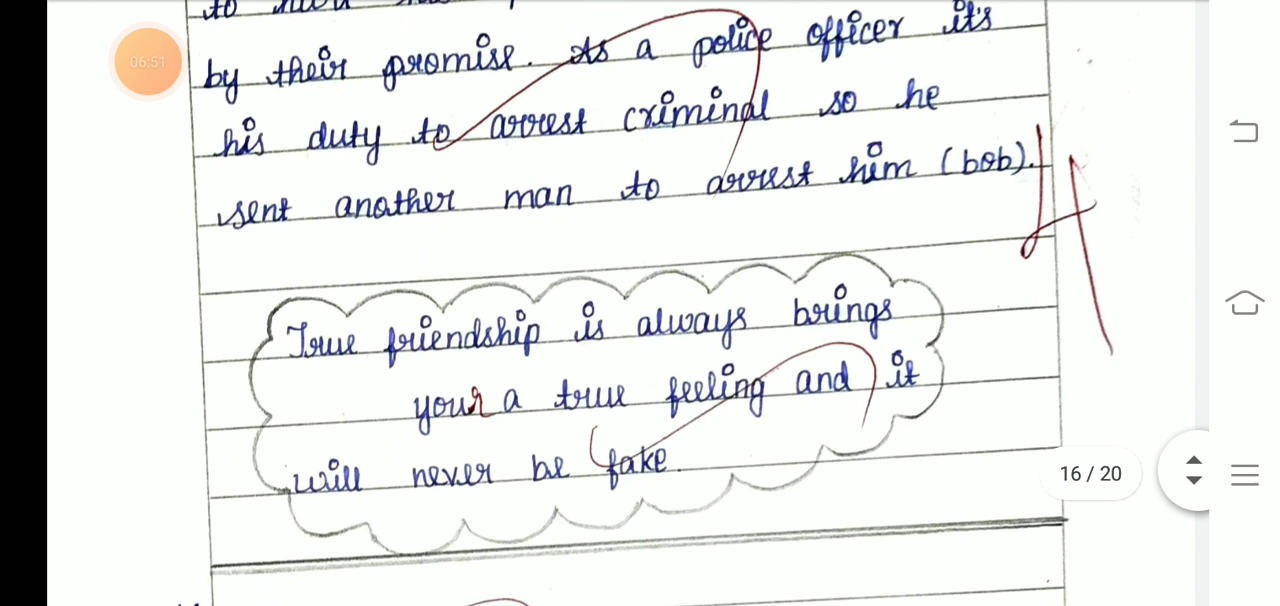 06:51
by their promise. As a police officer it's
his duty to arrest criminal so he
sent another man to arrest him (bob).
4
True friendship is always brings
your a true feeling and it
will never be fake.
16 / 20